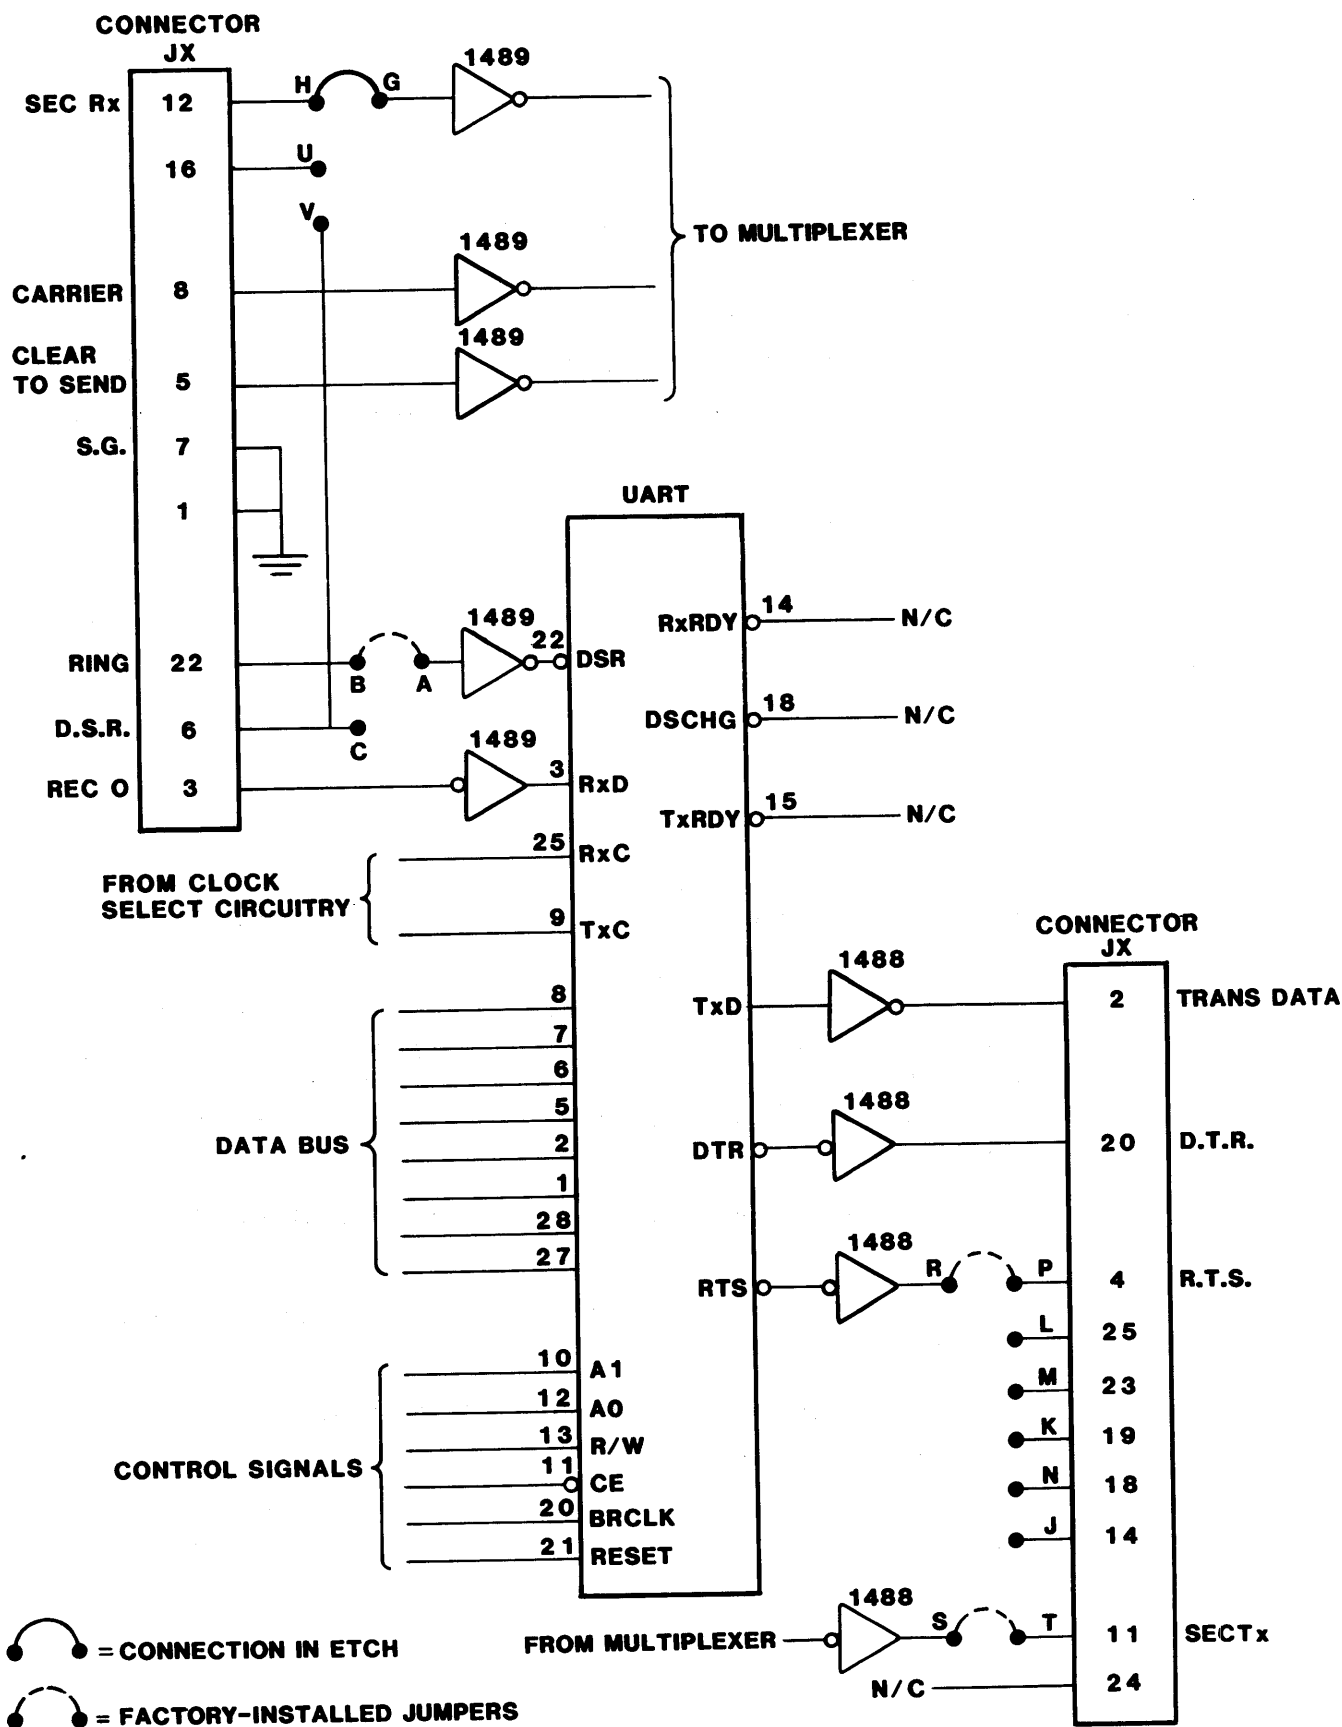 CONNECTOR
JX
1489
H G
SEC Rx 12
16 U
V
TO MULTIPLEXER
1489
CARRIER 8
1489
CLEAR
TO SEND 5
S.G. 7
1
UART
14
RxRDY N/C
1489
22
RING 22 DSR
B A
18
DSCHG N/C
D.S.R. 6
C
1489
3
REC O 3 RxD
15
TxRDY N/C
25
RxC
FROM CLOCK
SELECT CIRCUITRY
9
TxC
CONNECTOR
JX
1488
8
TxD 2 TRANS DATA
7
6
5
1488
DATA BUS
2
DTR 20 D.T.R.
1
28
27
1488
R P
RTS 4 R.T.S.
L 25
10
A1
M 23
12
A0
K 19
13
R/W
CONTROL SIGNALS
11
CE
N 18
20
BRCLK
J 14
21
RESET
1488
S T
FROM MULTIPLEXER 11 SECTx
N/C 24
= CONNECTION IN ETCH
= FACTORY-INSTALLED JUMPERS